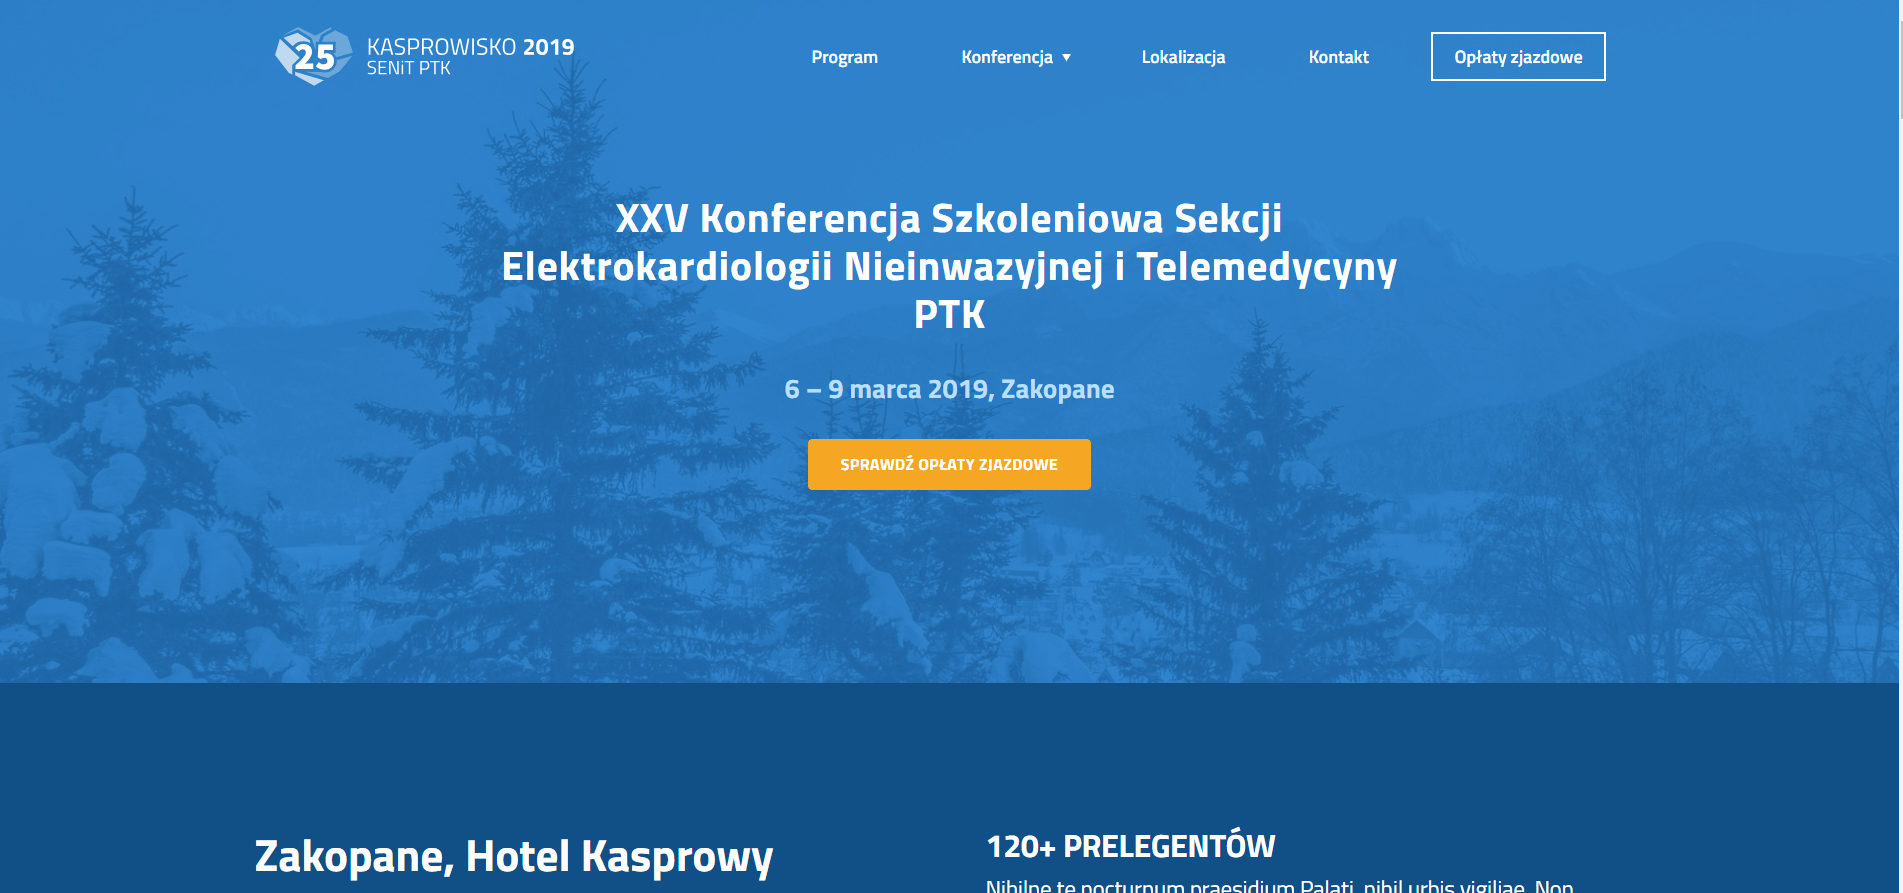 25
KASPROWISKO 2019
SENiT PTK
Program
Konferencja
Lokalizacja
Kontakt
Opłaty zjazdowe
XXV Konferencja Szkoleniowa Sekcji
Elektrokardiologii Nieinwazyjnej i Telemedycyny
PTK
6 – 9 marca 2019, Zakopane
SPRAWDŹ OPŁATY ZJAZDOWE
Zakopane, Hotel Kasprowy
120+ PRELEGENTÓW
Nihilne te nocturnum praesidium Palati, nihil urbis vigiliae. Non